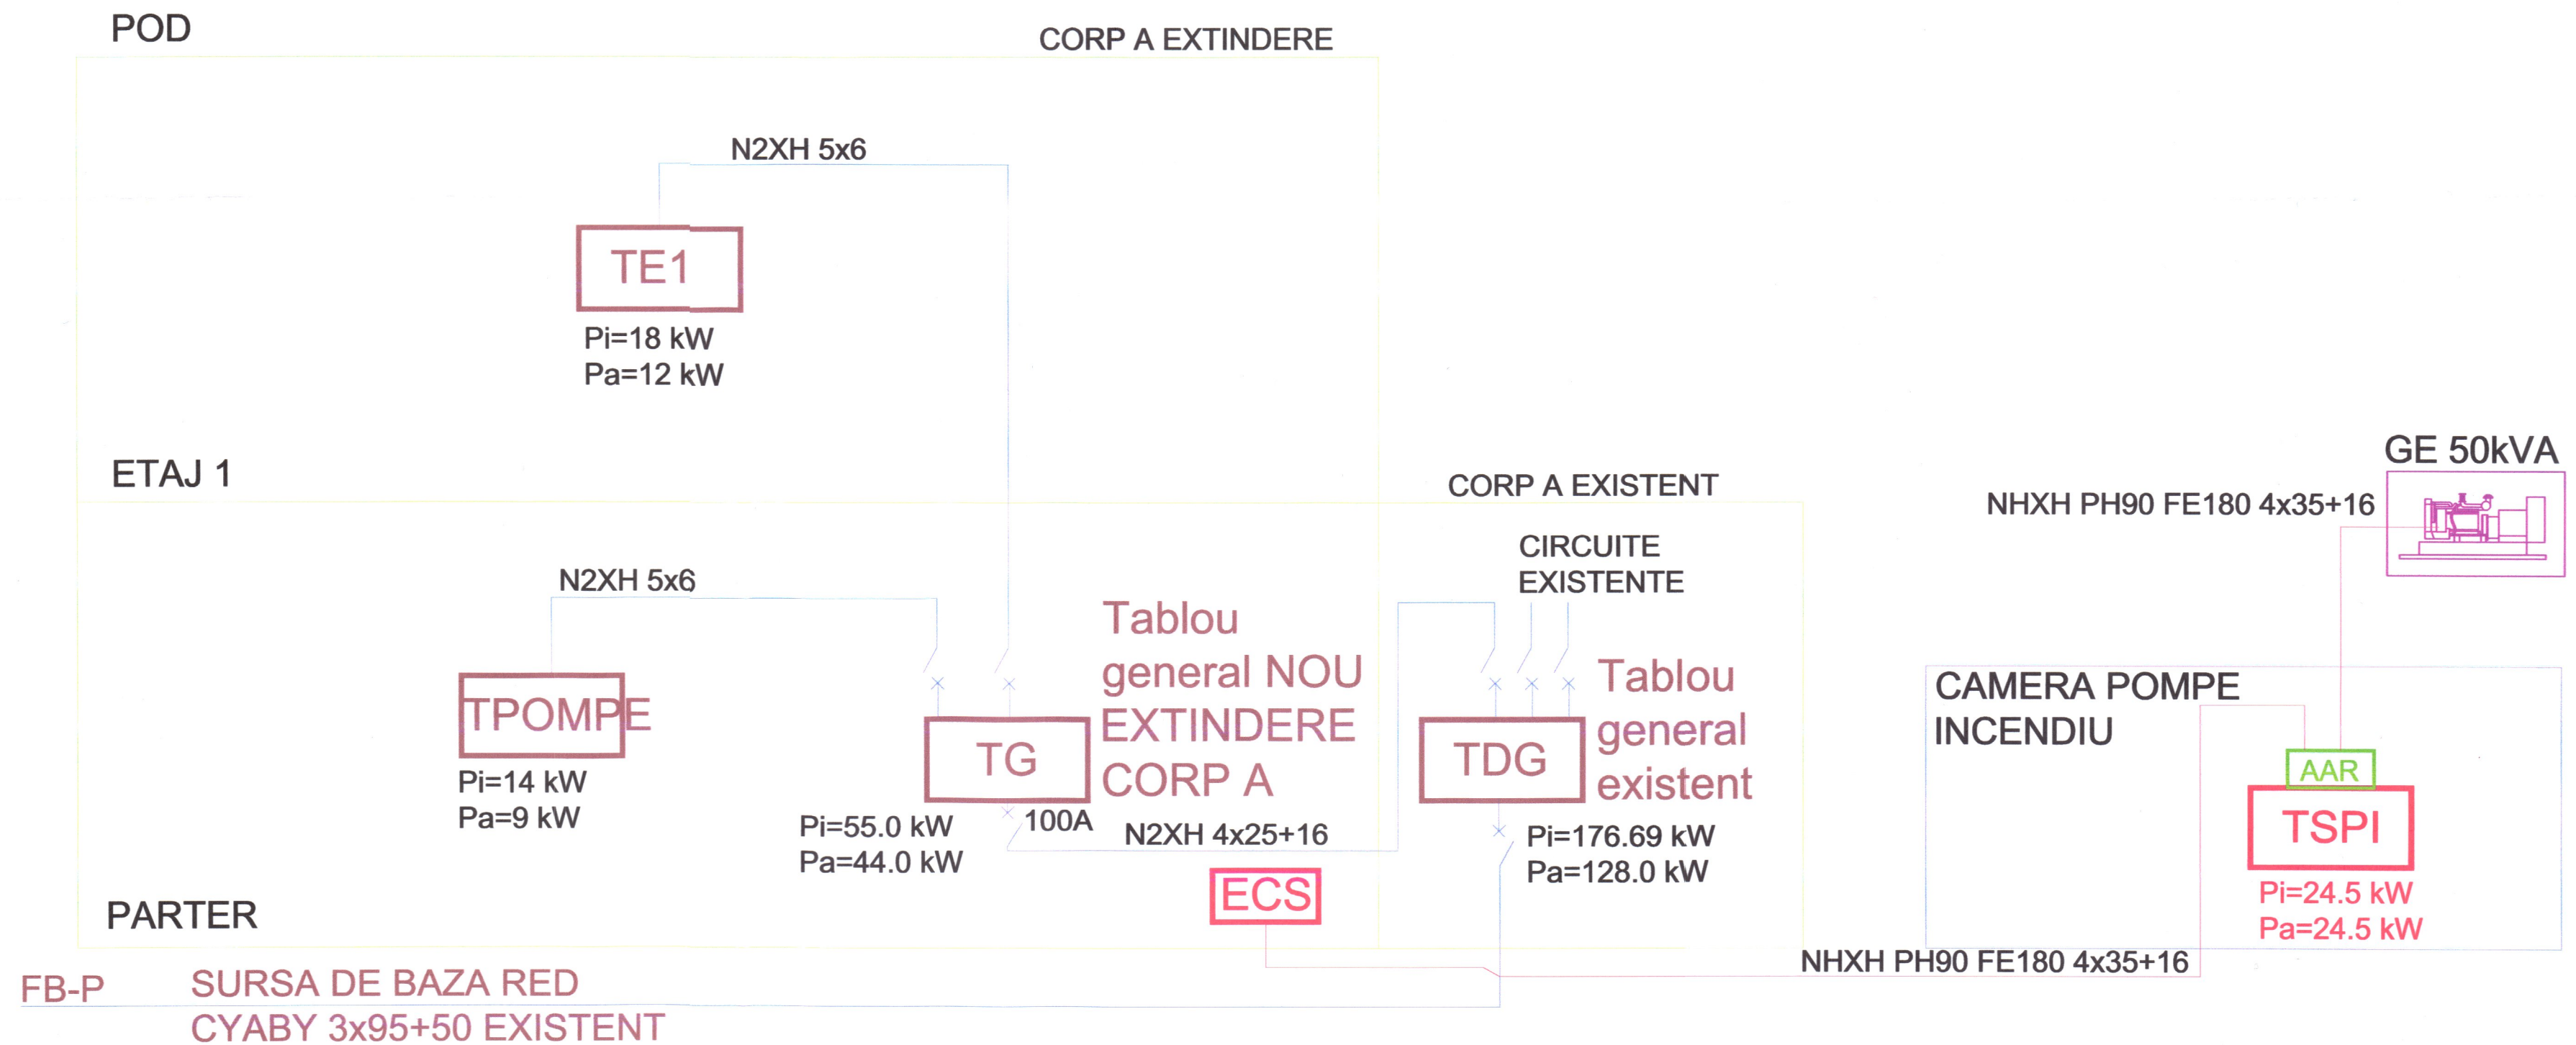 POD
CORP A EXTINDERE
N2XH 5x6
TE1
Pi=18 kW
Pa=12 kW
ETAJ 1
CORP A EXISTENT
GE 50kVA
NHXH PH90 FE180 4x35+16
CIRCUITE
EXISTENTE
N2XH 5x6
TPOMPE
Pi=14 kW
Pa=9 kW
Tablou
general NOU
EXTINDERE
CORP A
TG
100A
Pi=55.0 kW
Pa=44.0 kW
N2XH 4x25+16
ECS
Tablou
general
existent
TDG
Pi=176.69 kW
Pa=128.0 kW
CAMERA POMPE
INCENDIU
AAR
TSPI
Pi=24.5 kW
Pa=24.5 kW
PARTER
NHXH PH90 FE180 4x35+16
FB-P
SURSA DE BAZA RED
CYABY 3x95+50 EXISTENT